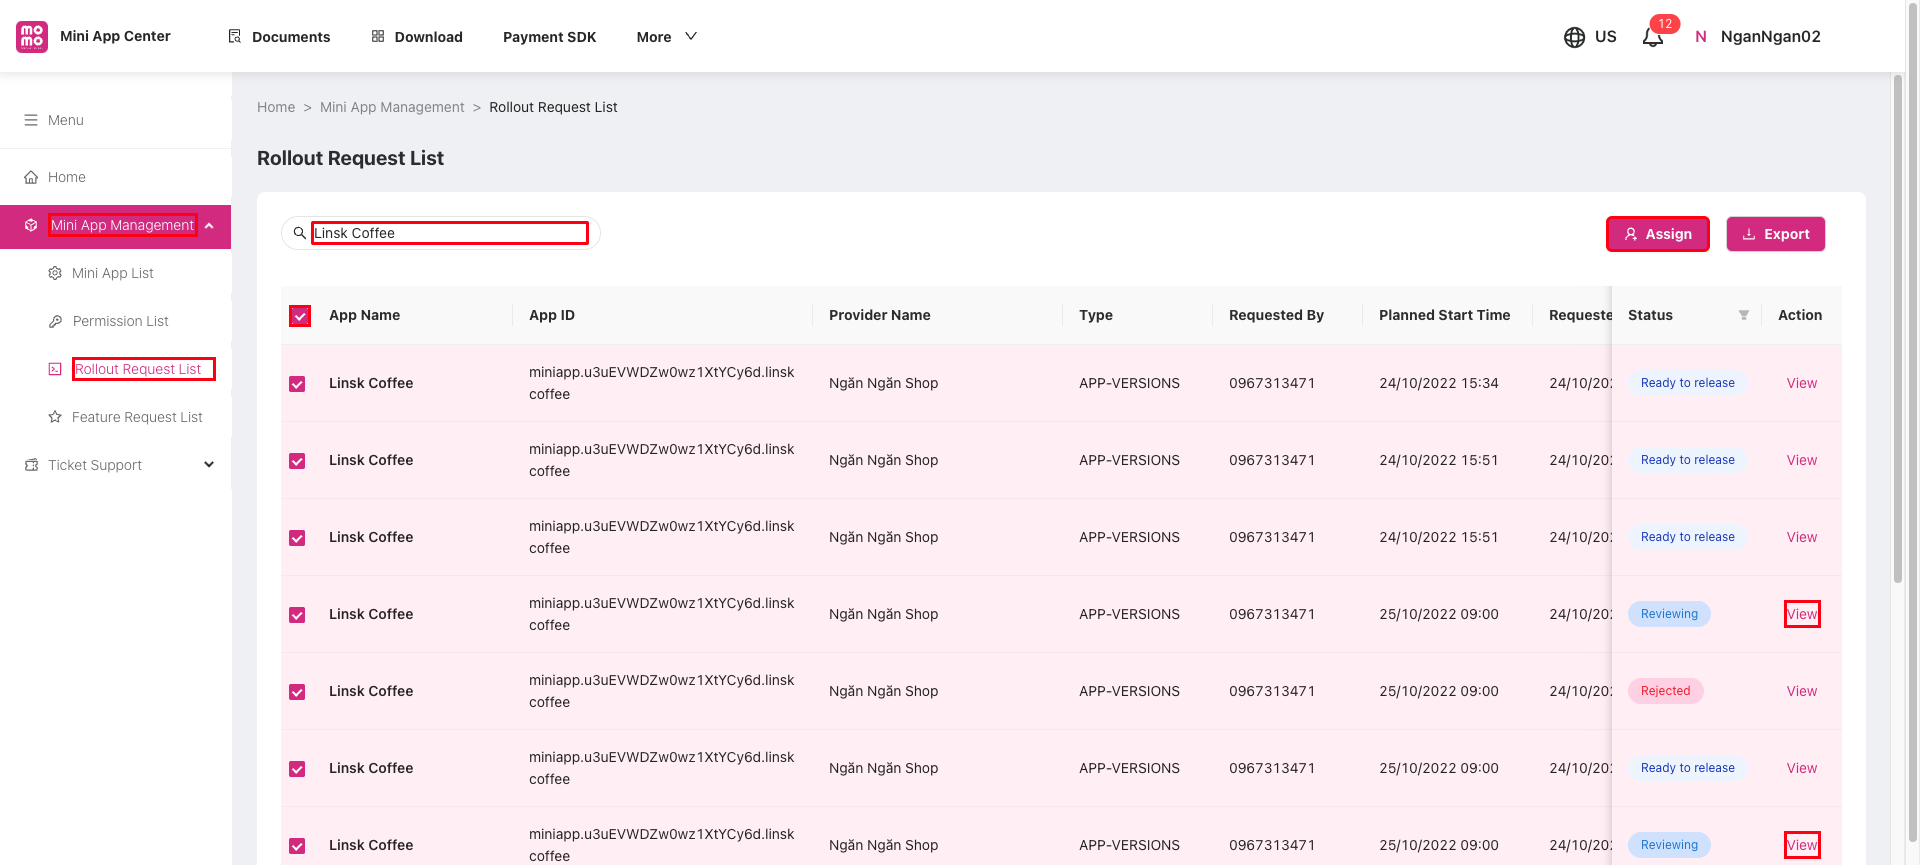 mo
mo
Mini App Center
Documents
Download
Payment SDK
More
US
12
N
NganNgan02
Menu
Home
Mini App Management
Mini App List
Permission List
Rollout Request List
Feature Request List
Ticket Support
Home > Mini App Management > Rollout Request List
Rollout Request List
Linsk Coffee
Assign
Export
App Name App ID Provider Name Type Requested By Planned Start Time Requeste Status Action
Linsk Coffee miniapp.u3uEVWDZw0wz1XtYCy6d.linsk Ngăn Ngăn Shop APP-VERSIONS 0967313471 24/10/2022 15:34 24/10/202 Ready to release View
coffee
Linsk Coffee miniapp.u3uEVWDZw0wz1XtYCy6d.linsk Ngăn Ngăn Shop APP-VERSIONS 0967313471 24/10/2022 15:51 24/10/202 Ready to release View
coffee
Linsk Coffee miniapp.u3uEVWDZw0wz1XtYCy6d.linsk Ngăn Ngăn Shop APP-VERSIONS 0967313471 24/10/2022 15:51 24/10/202 Ready to release View
coffee
Linsk Coffee miniapp.u3uEVWDZw0wz1XtYCy6d.linsk Ngăn Ngăn Shop APP-VERSIONS 0967313471 25/10/2022 09:00 24/10/202 Reviewing View
coffee
Linsk Coffee miniapp.u3uEVWDZw0wz1XtYCy6d.linsk Ngăn Ngăn Shop APP-VERSIONS 0967313471 25/10/2022 09:00 24/10/202 Rejected View
coffee
Linsk Coffee miniapp.u3uEVWDZw0wz1XtYCy6d.linsk Ngăn Ngăn Shop APP-VERSIONS 0967313471 25/10/2022 09:00 24/10/202 Ready to release View
coffee
Linsk Coffee miniapp.u3uEVWDZw0wz1XtYCy6d.linsk Ngăn Ngăn Shop APP-VERSIONS 0967313471 25/10/2022 09:00 24/10/202 Reviewing View
coffee